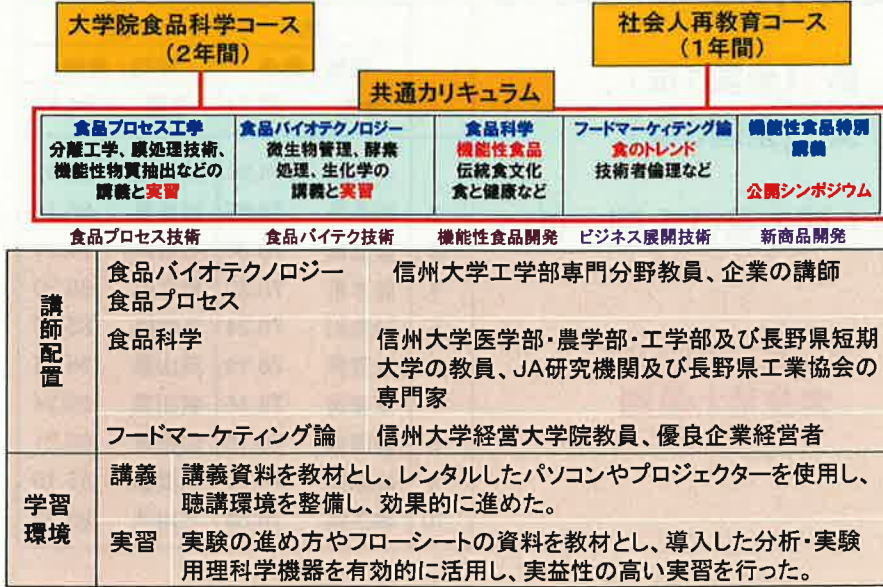 大学院食品科学コース
(2年間)
社会人再教育コース
(1年間)
共通カリキュラム
食品プロセス工学
分離工学、膜処理技術、
機能性物質抽出などの
講義と実習
食品バイオテクノロジー
微生物管理、酵素
処理、生化学の
講義と実習
食品科学
機能性食品
伝統食文化
食と健康など
フードマーケィテング論
食のトレンド
技術者倫理など
機能性食品特別
講義
公開シンポジウム
食品プロセス技術
食品バイテク技術
機能性食品開発
ビジネス展開技術
新商品開発
講師配置
食品バイオテクノロジー
食品プロセス
信州大学工学部専門分野教員、企業の講師
食品科学
信州大学医学部・農学部・工学部及び長野県短期
大学の教員、JA研究機関及び長野県工業協会の
専門家
フードマーケティング論
信州大学経営大学院教員、優良企業経営者
学習
環境
講義
講義資料を教材とし、レンタルしたパソコンやプロジェクターを使用し、
聴講環境を整備し、効果的に進めた。
実習
実験の進め方やフローシートの資料を教材とし、導入した分析・実験
用理科学機器を有効的に活用し、実益性の高い実習を行った。